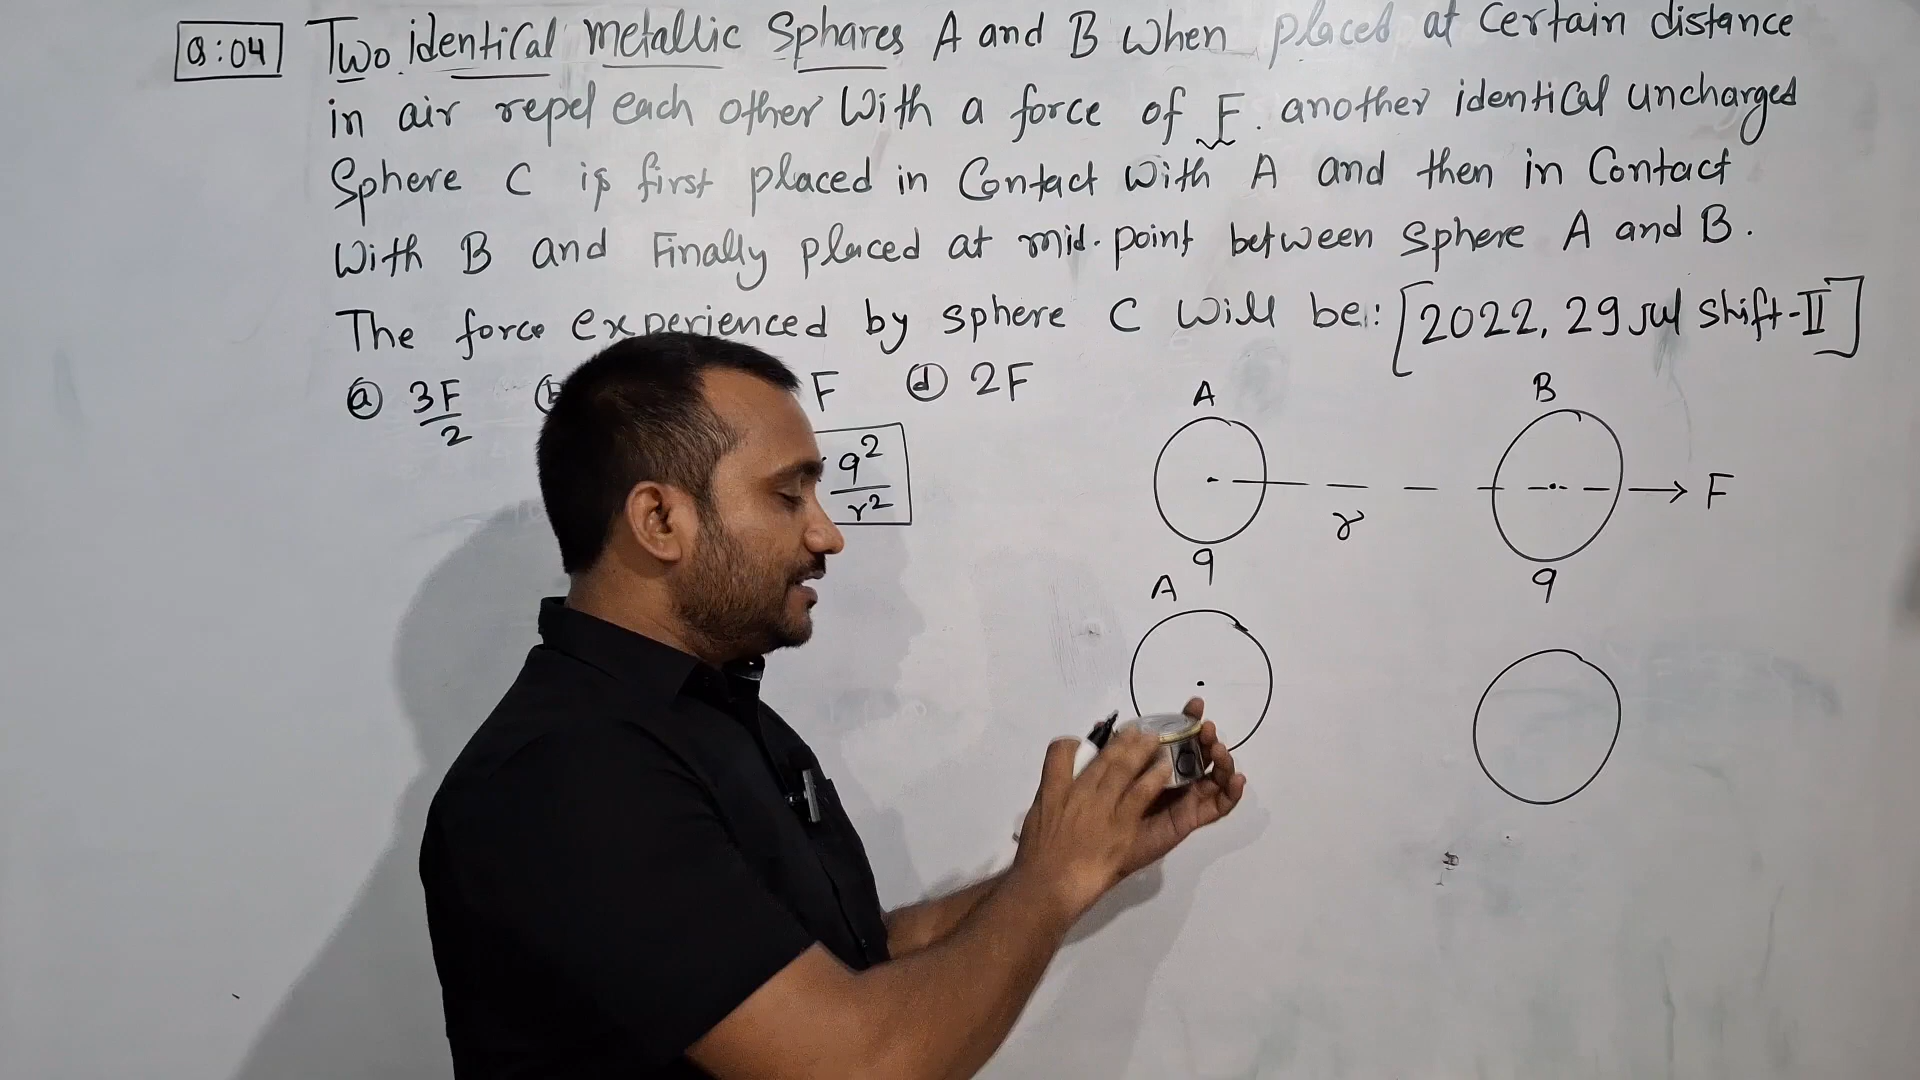 Q:04 Two identical metallic Sphares A and B when placed at certain distance
in air repel each other with a force of F. another identical uncharged
Sphere C is first placed in Contact with A and then in Contact
with B and Finally placed at mid-point between sphere A and B.
The force experienced by sphere C will be: [2022, 29 Jul shift-II]
(a) 3F/2 (b F (d) 2F
A B
q²/r²
r F
q q
A